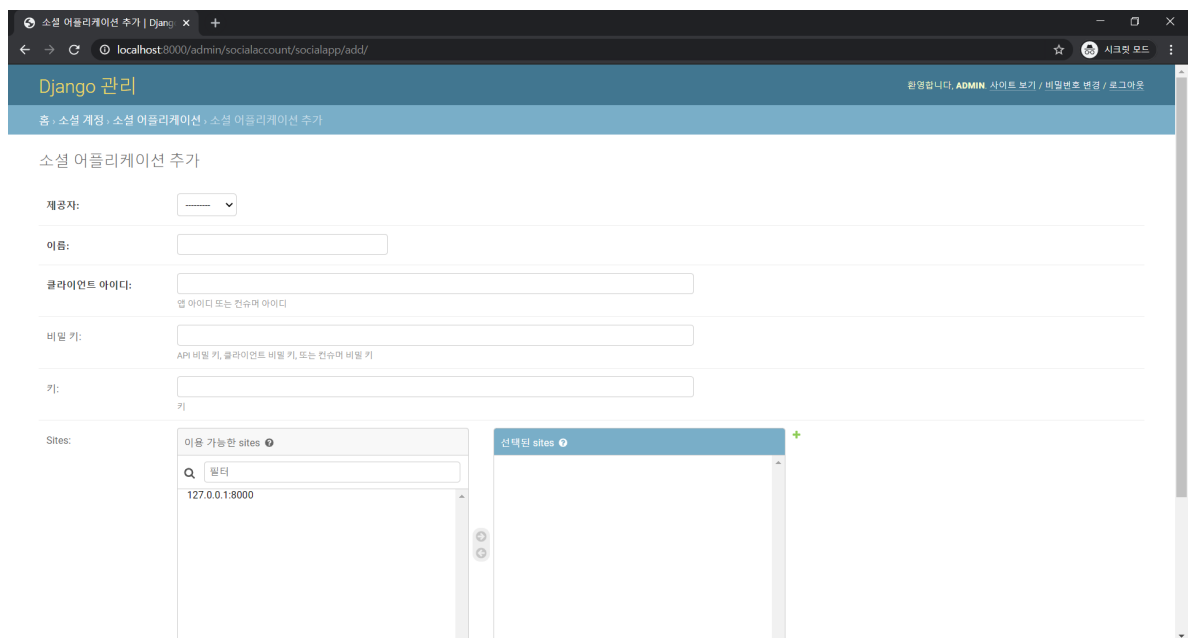 소셜 어플리케이션 추가 | Djang
localhost:8000/admin/socialaccount/socialapp/add/
시크릿 모드
Django 관리
환영합니다, ADMIN. 사이트 보기 / 비밀번호 변경 / 로그아웃
홈 › 소셜 계정 › 소셜 어플리케이션 › 소셜 어플리케이션 추가
소셜 어플리케이션 추가
제공자:
---------
이름:
클라이언트 아이디:
앱 아이디 또는 컨슈머 아이디
비밀 키:
API 비밀 키, 클라이언트 비밀 키, 또는 컨슈머 비밀 키
키:
키
Sites:
이용 가능한 sites
선택된 sites
필터
127.0.0.1:8000